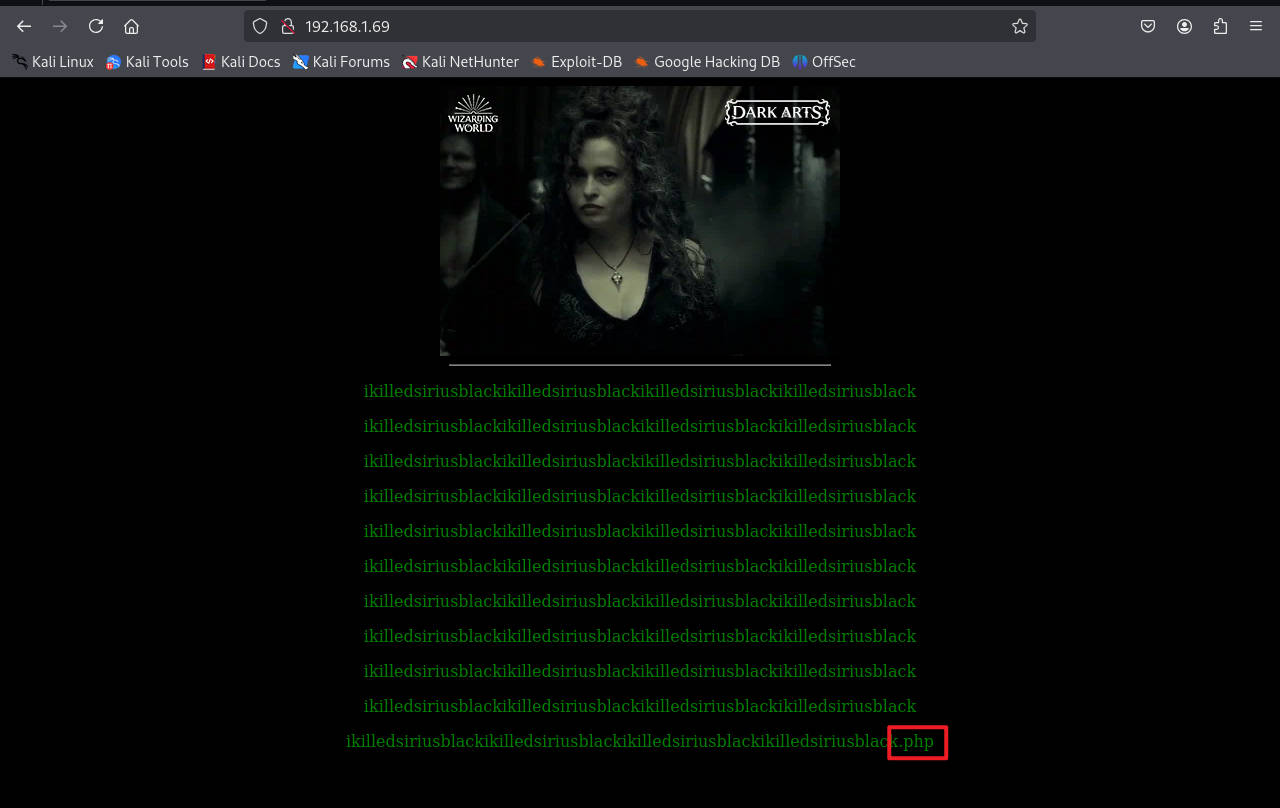 192.168.1.69
Kali Linux Kali Tools Kali Docs Kali Forums Kali NetHunter Exploit-DB Google Hacking DB OffSec
WIZARDING
WORLD
DARK ARTS
ikilledsiriusblackikilledsiriusblackikilledsiriusblackikilledsiriusblack
ikilledsiriusblackikilledsiriusblackikilledsiriusblackikilledsiriusblack
ikilledsiriusblackikilledsiriusblackikilledsiriusblackikilledsiriusblack
ikilledsiriusblackikilledsiriusblackikilledsiriusblackikilledsiriusblack
ikilledsiriusblackikilledsiriusblackikilledsiriusblackikilledsiriusblack
ikilledsiriusblackikilledsiriusblackikilledsiriusblackikilledsiriusblack
ikilledsiriusblackikilledsiriusblackikilledsiriusblackikilledsiriusblack
ikilledsiriusblackikilledsiriusblackikilledsiriusblackikilledsiriusblack
ikilledsiriusblackikilledsiriusblackikilledsiriusblackikilledsiriusblack
ikilledsiriusblackikilledsiriusblackikilledsiriusblackikilledsiriusblack
ikilledsiriusblackikilledsiriusblackikilledsiriusblackikilledsiriusblack.php